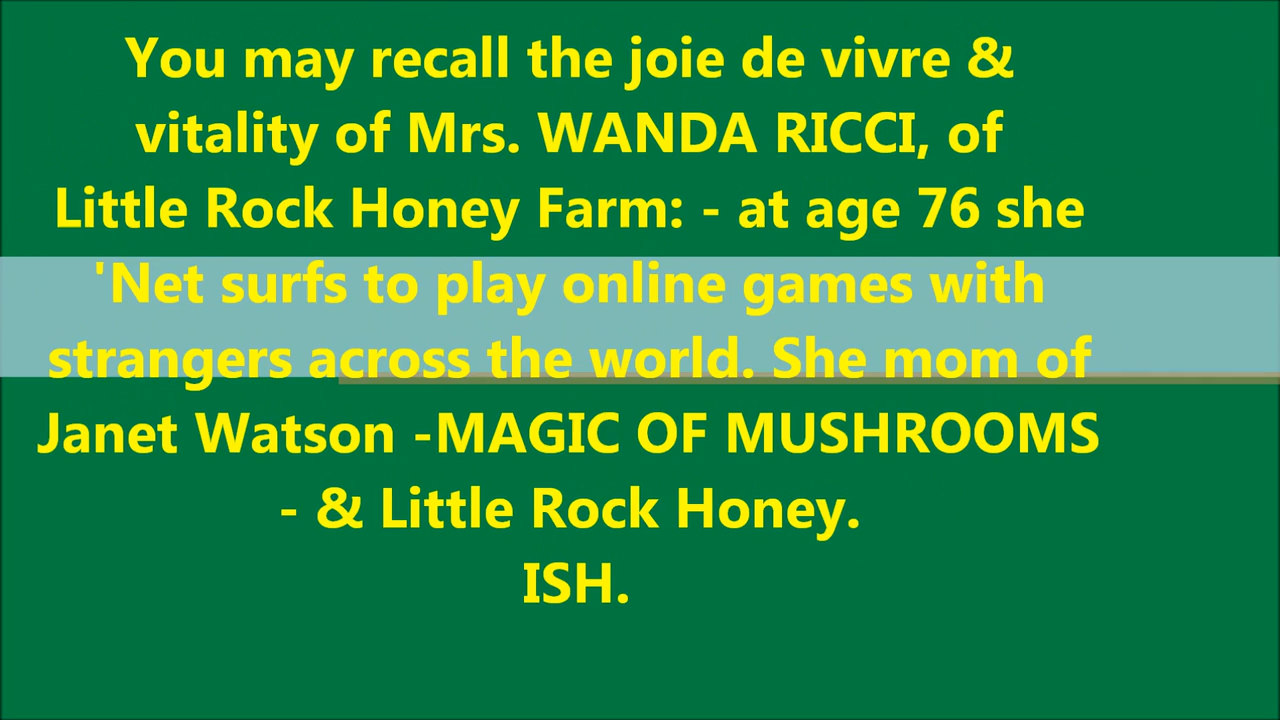 You may recall the joie de vivre &
vitality of Mrs. WANDA RICCI, of
Little Rock Honey Farm: - at age 76 she
'Net surfs to play online games with
strangers across the world. She mom of
Janet Watson -MAGIC OF MUSHROOMS
- & Little Rock Honey.
ISH.